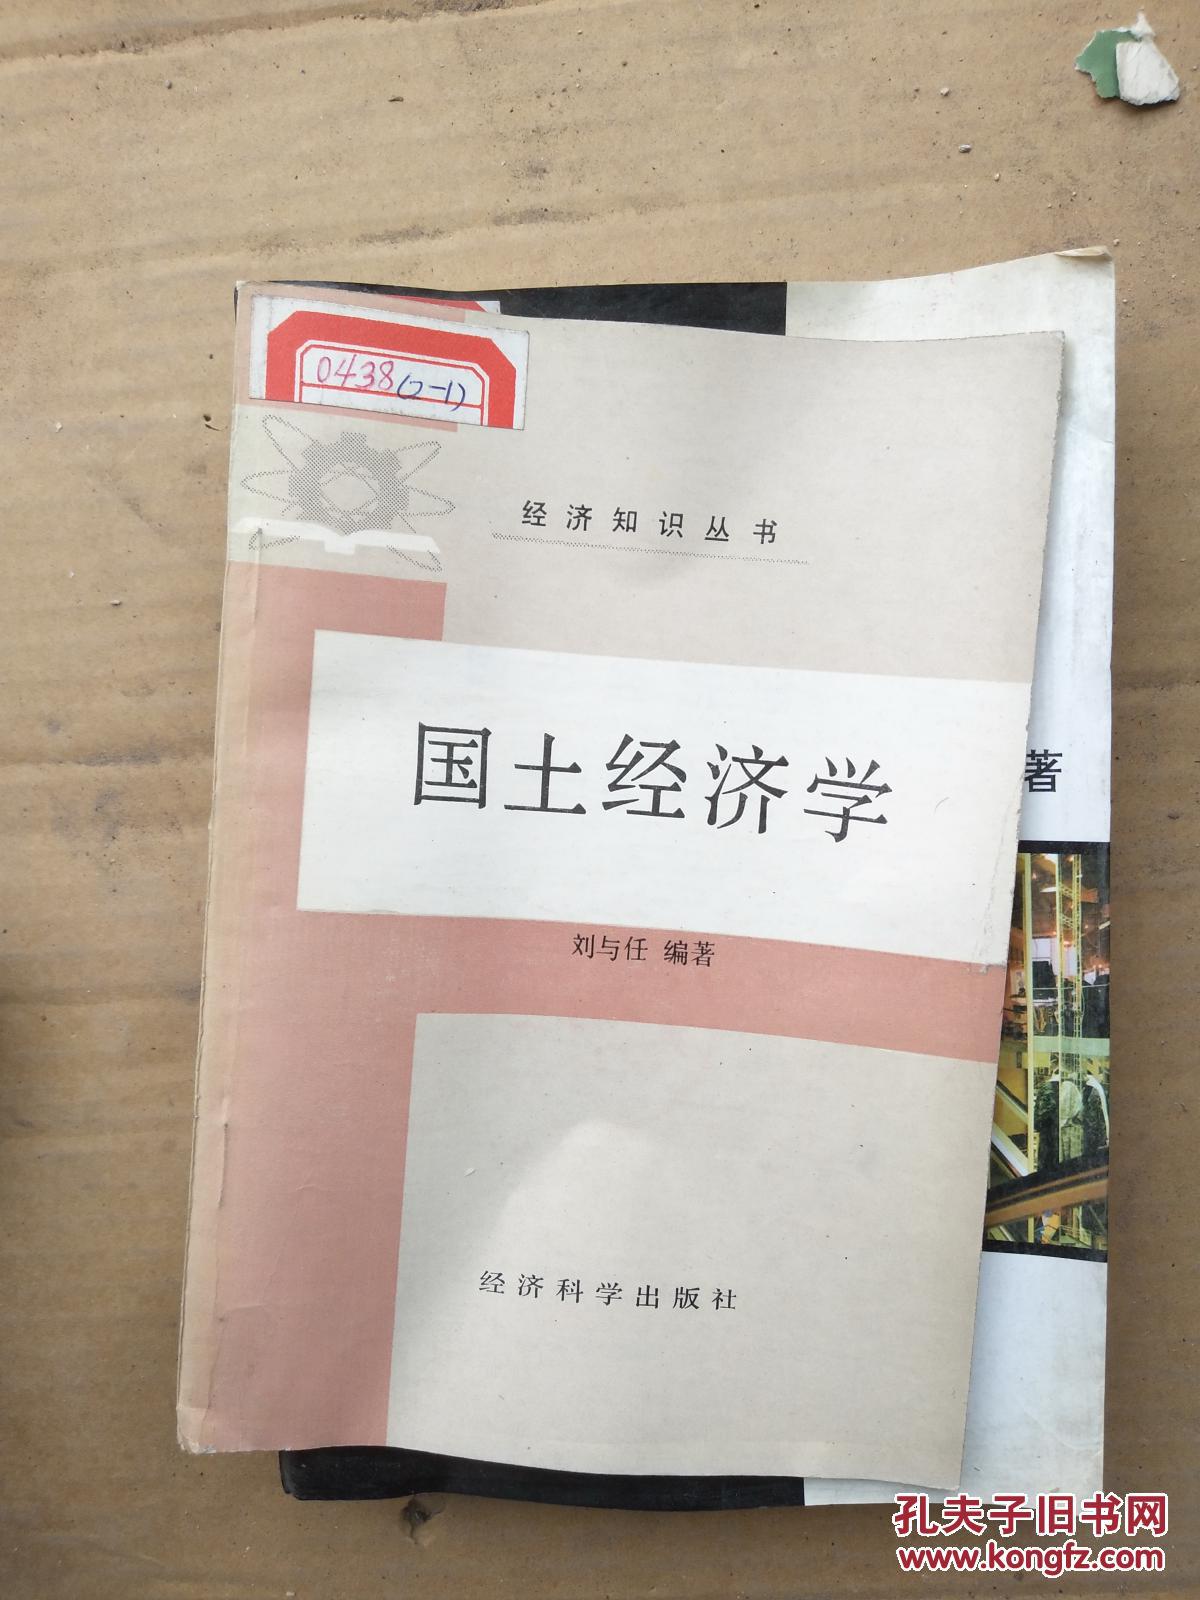 0438(2-1)
经济知识丛书
国土经济学
著
刘与任 编著
经济科学出版社
孔夫子旧书网
www.kongfz.com